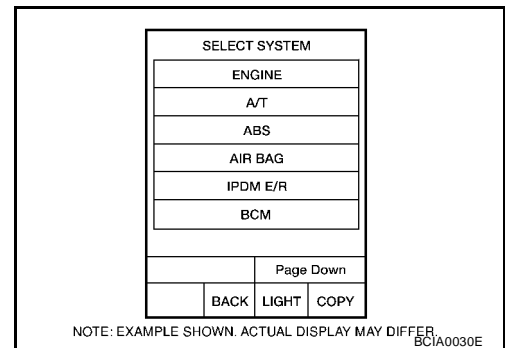 SELECT SYSTEM
ENGINE
A/T
ABS
AIR BAG
IPDM E/R
BCM
Page Down
BACK LIGHT COPY
NOTE: EXAMPLE SHOWN. ACTUAL DISPLAY MAY DIFFER.
BCIA0030E